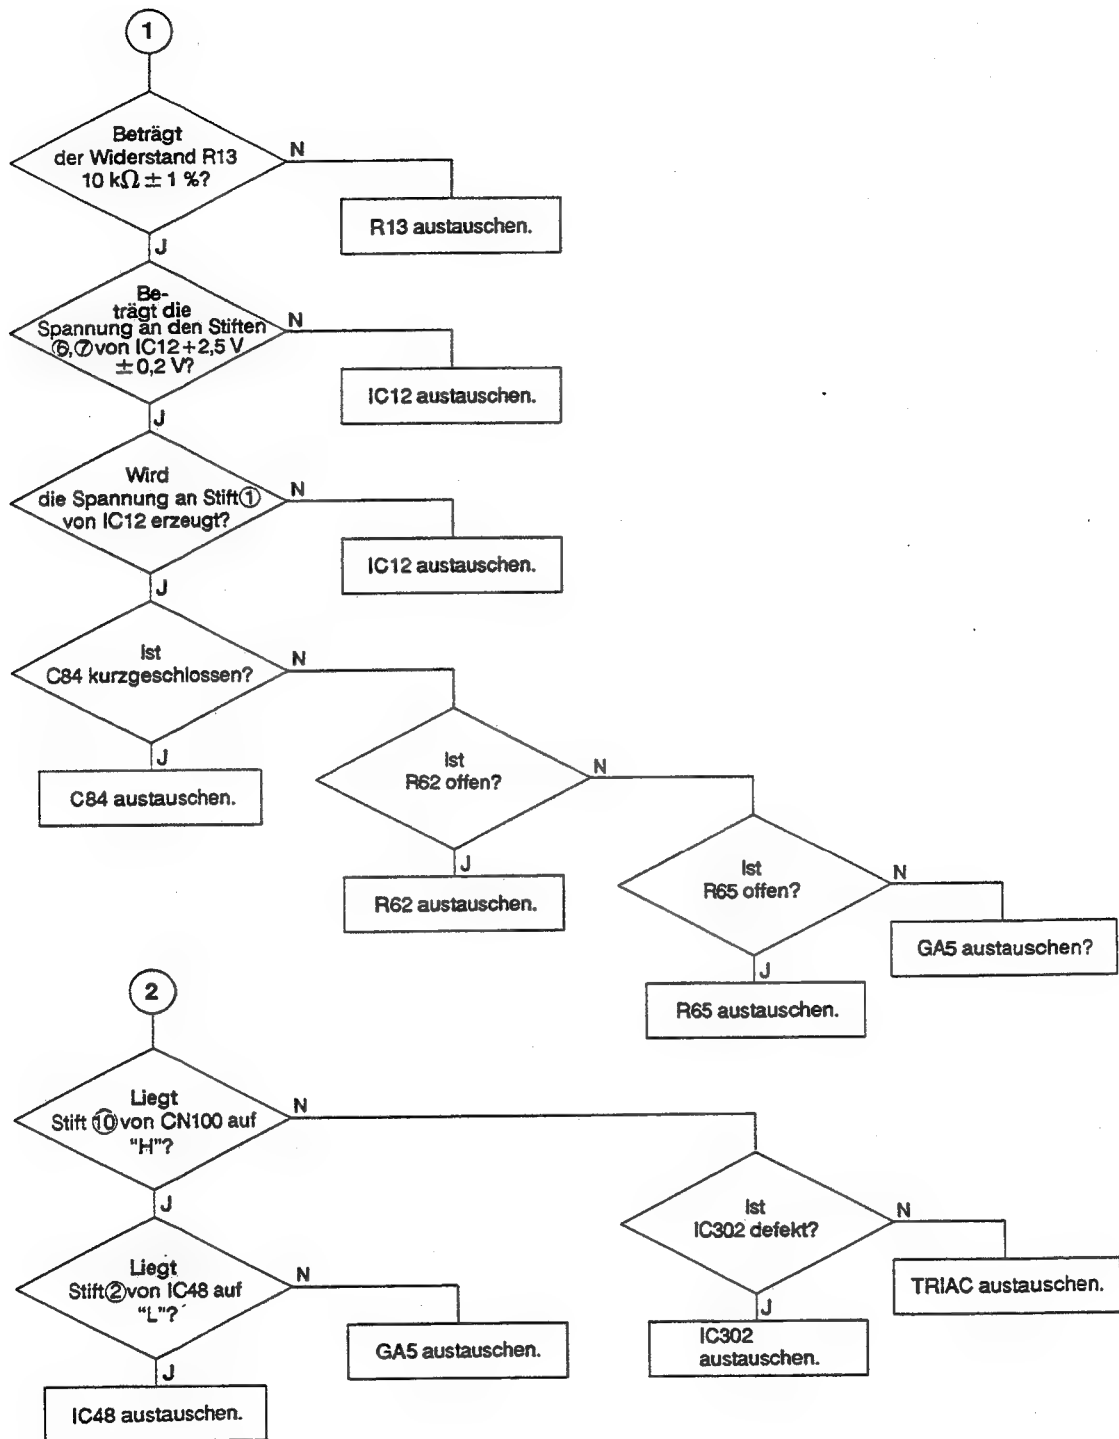 1
Beträgt
der Widerstand R13
10 kΩ ± 1 %?
N
R13 austauschen.
J
Be-
trägt die
Spannung an den Stiften
⑥,⑦ von IC12 +2,5 V
± 0,2 V?
N
IC12 austauschen.
J
Wird
die Spannung an Stift ①
von IC12 erzeugt?
N
IC12 austauschen.
J
Ist
C84 kurzgeschlossen?
N
J
C84 austauschen.
Ist
R62 offen?
N
J
R62 austauschen.
Ist
R65 offen?
N
GA5 austauschen?
J
R65 austauschen.
2
Liegt
Stift ⑩ von CN100 auf
"H"?
N
J
Ist
IC302 defekt?
N
TRIAC austauschen.
J
IC302
austauschen.
Liegt
Stift ② von IC48 auf
"L"?
N
GA5 austauschen.
J
IC48 austauschen.